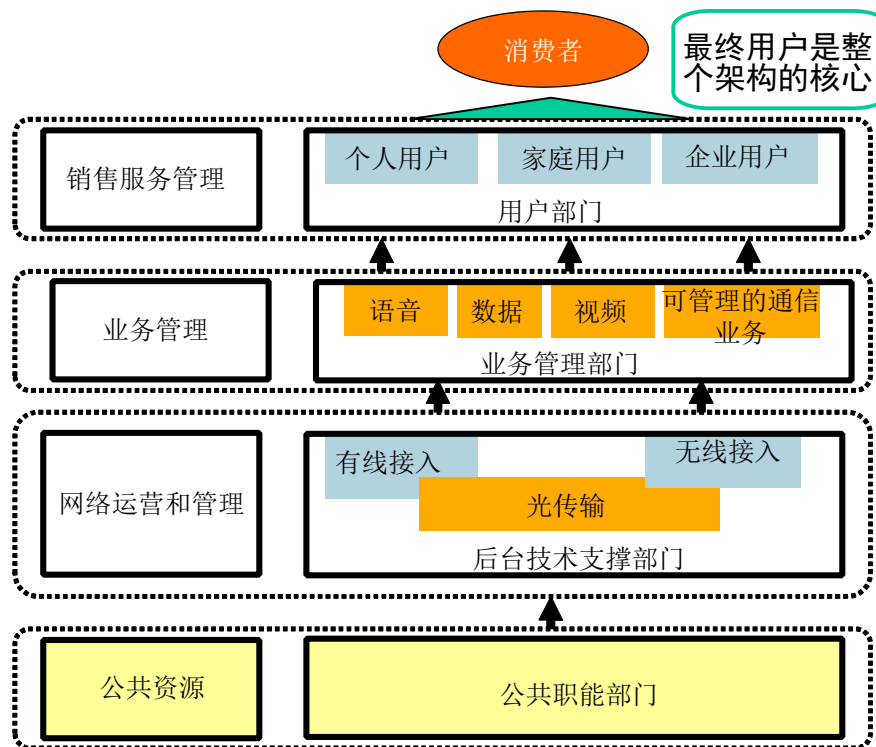 消费者
最终用户是整
个架构的核心
销售服务管理
个人用户
家庭用户
企业用户
用户部门
业务管理
语音
数据
视频
可管理的通信
业务
业务管理部门
网络运营和管理
有线接入
无线接入
光传输
后台技术支撑部门
公共资源
公共职能部门